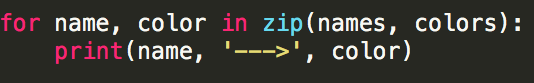 for name, color in zip(names, colors):
    print(name, '--->', color)